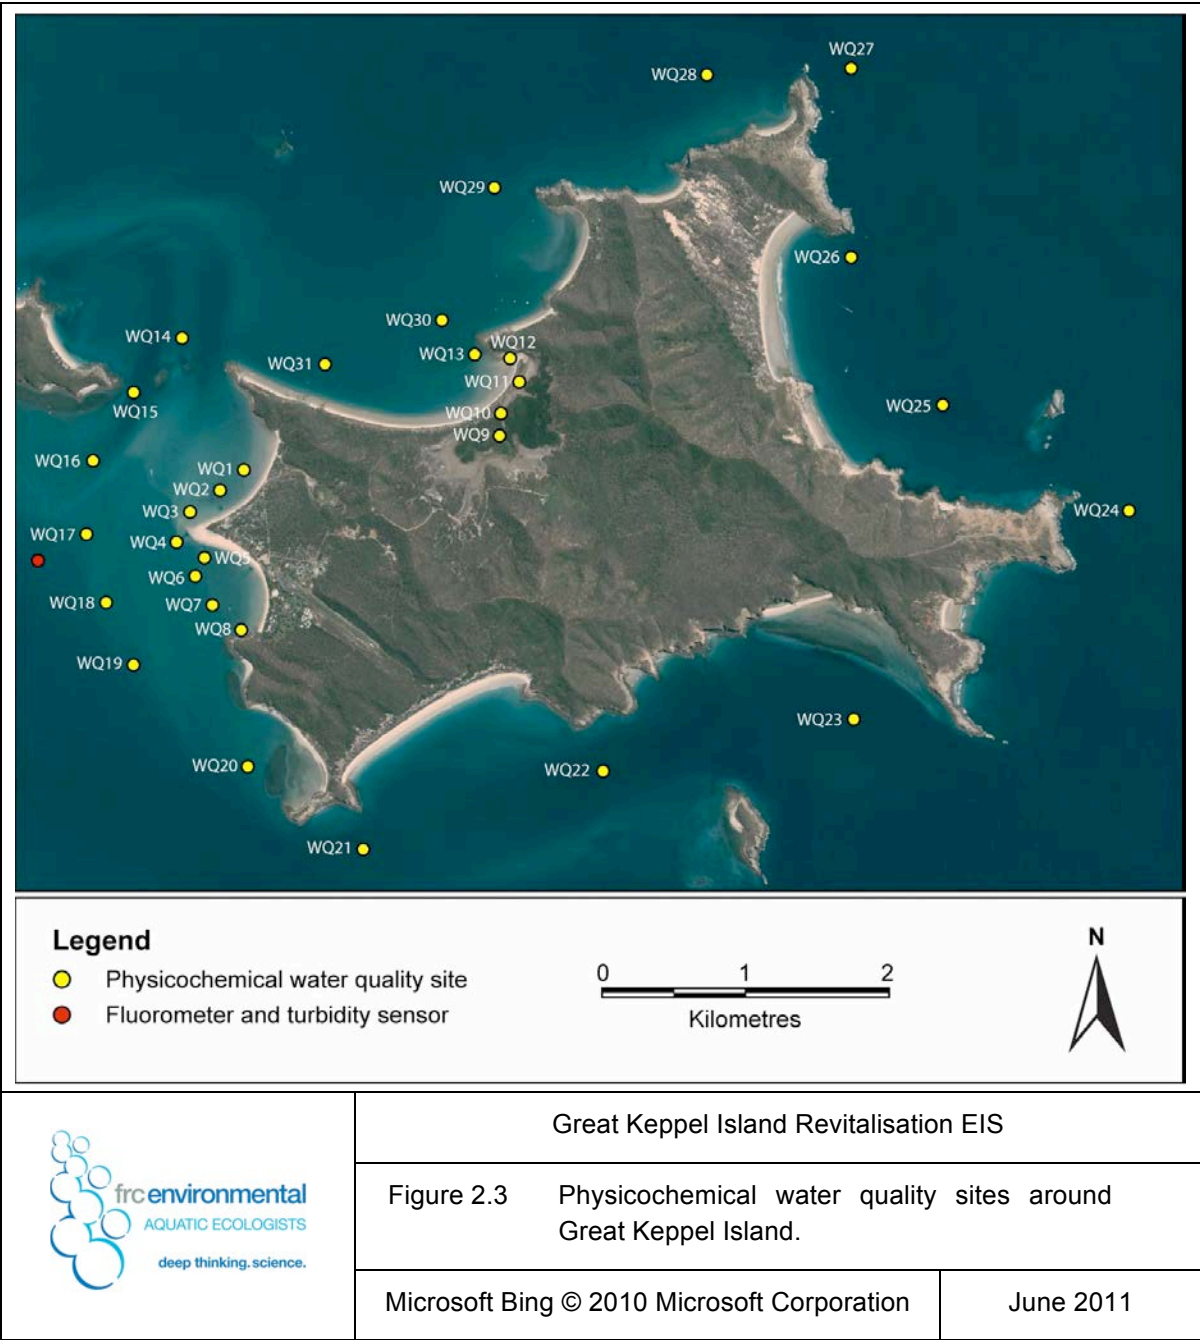 WQ27
WQ28
WQ29
WQ26
WQ30
WQ14
WQ12
WQ13
WQ31
WQ11
WQ15
WQ25
WQ10
WQ9
WQ16
WQ1
WQ2
WQ3
WQ24
WQ17
WQ4
WQ5
WQ6
WQ18
WQ7
WQ8
WQ19
WQ23
WQ20
WQ22
WQ21
Legend
Physicochemical water quality site
Fluorometer and turbidity sensor
0 1 2
Kilometres
N
frc environmental
AQUATIC ECOLOGISTS
deep thinking. science.
Great Keppel Island Revitalisation EIS
Figure 2.3 Physicochemical water quality sites around
Great Keppel Island.
Microsoft Bing © 2010 Microsoft Corporation
June 2011